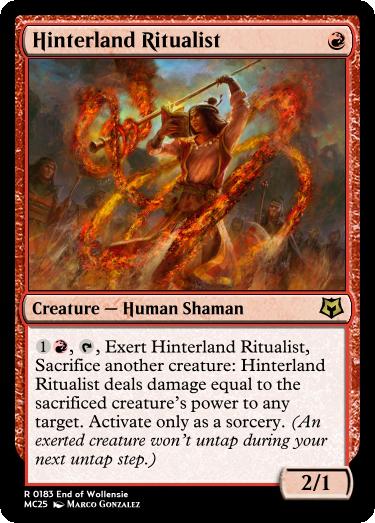 Hinterland Ritualist
Creature — Human Shaman
1, , Exert Hinterland Ritualist,
Sacrifice another creature: Hinterland
Ritualist deals damage equal to the
sacrificed creature's power to any
target. Activate only as a sorcery. (An
exerted creature won't untap during your
next untap step.)
2/1
R 0183 End of Wollensie
MC25 Marco Gonzalez